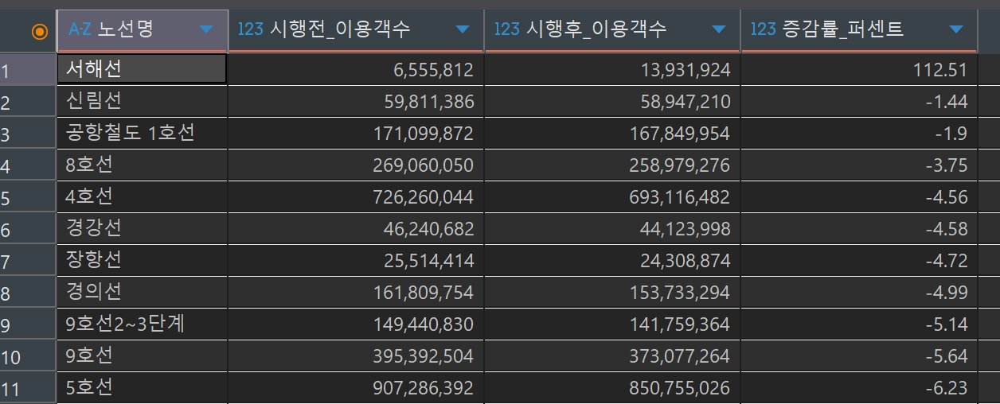 A-Z 노선명 123 시행전_이용객수 123 시행후_이용객수 123 증감률_퍼센트
1 서해선 6,555,812 13,931,924 112.51
2 신림선 59,811,386 58,947,210 -1.44
3 공항철도 1호선 171,099,872 167,849,954 -1.9
4 8호선 269,060,050 258,979,276 -3.75
5 4호선 726,260,044 693,116,482 -4.56
6 경강선 46,240,682 44,123,998 -4.58
7 장항선 25,514,414 24,308,874 -4.72
8 경의선 161,809,754 153,733,294 -4.99
9 9호선2~3단계 149,440,830 141,759,364 -5.14
10 9호선 395,392,504 373,077,264 -5.64
11 5호선 907,286,392 850,755,026 -6.23